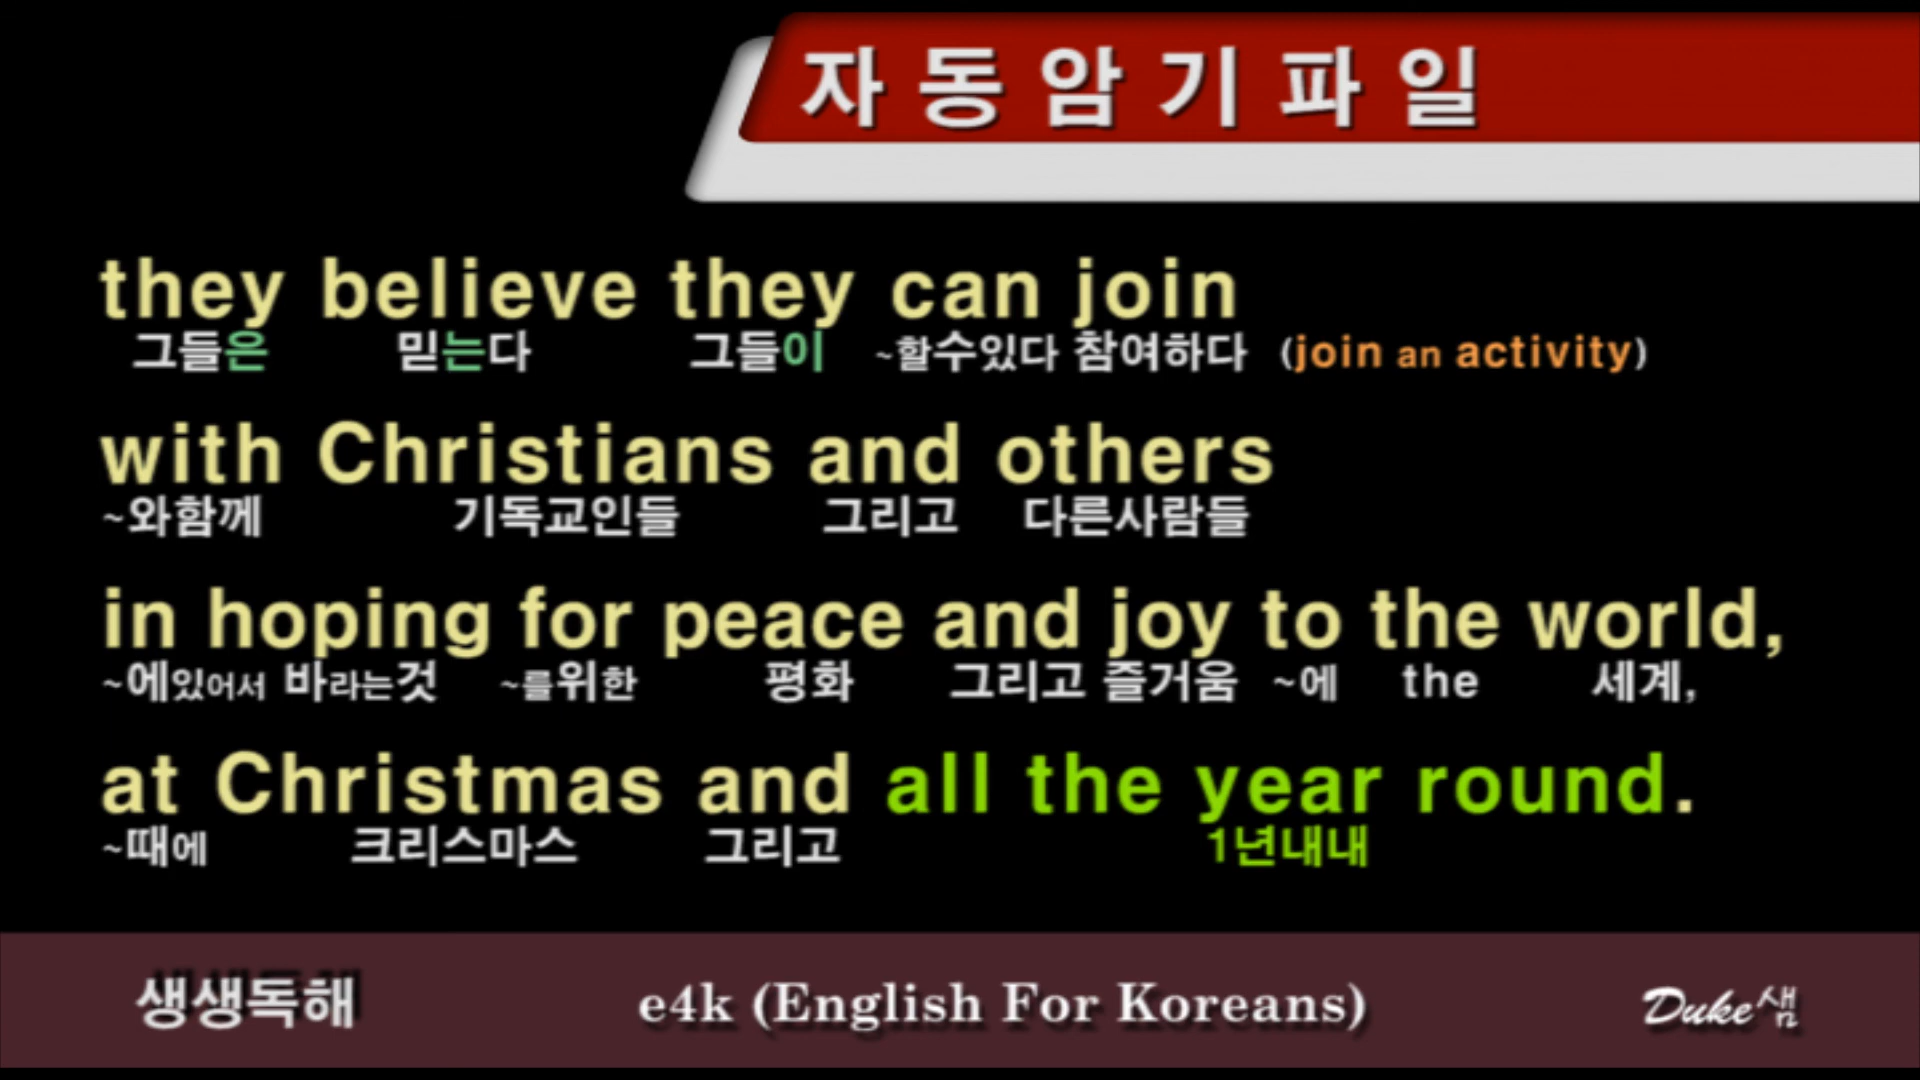 자동암기파일
they believe they can join
그들은 믿는다 그들이 ~할수있다 참여하다 (join an activity)
with Christians and others
~와함께 기독교인들 그리고 다른사람들
in hoping for peace and joy to the world,
~에있어서 바라는것 ~를위한 평화 그리고 즐거움 ~에 the 세계,
at Christmas and all the year round.
~때에 크리스마스 그리고 1년내내
생생독해 e4k (English For Koreans) Duke샘